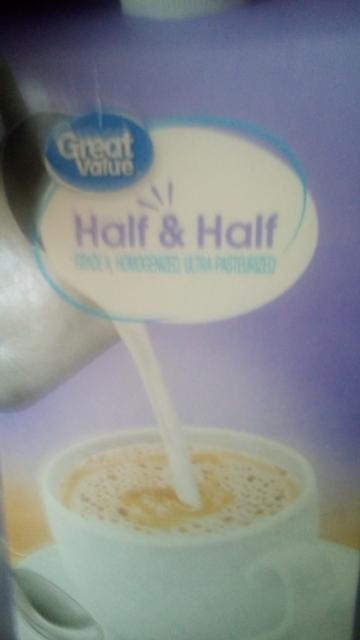 Great
Value
Half & Half
GRADE A, HOMOGENIZED, ULTRA-PASTEURIZED